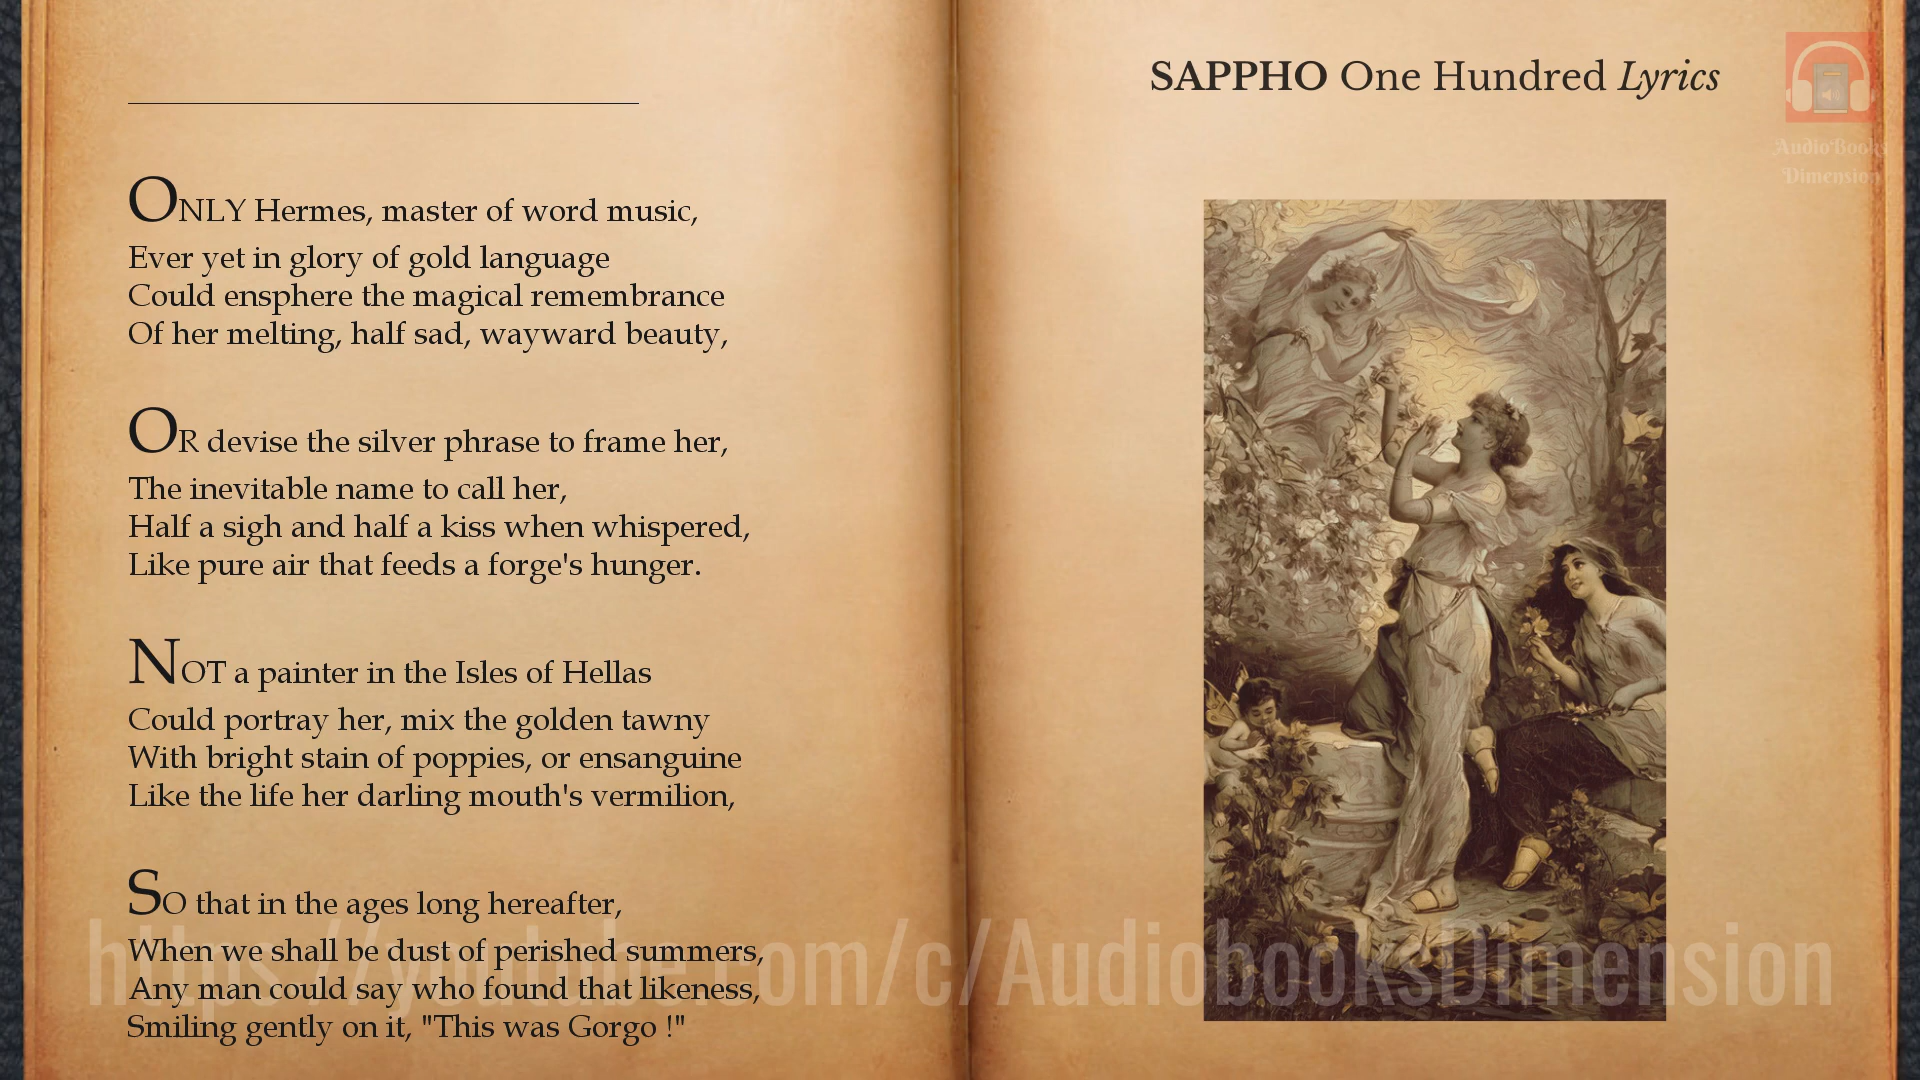 SAPPHO One Hundred Lyrics
AudioBooks
Dimension
ONLY Hermes, master of word music,
Ever yet in glory of gold language
Could ensphere the magical remembrance
Of her melting, half sad, wayward beauty,
OR devise the silver phrase to frame her,
The inevitable name to call her,
Half a sigh and half a kiss when whispered,
Like pure air that feeds a forge's hunger.
NOT a painter in the Isles of Hellas
Could portray her, mix the golden tawny
With bright stain of poppies, or ensanguine
Like the life her darling mouth's vermilion,
SO that in the ages long hereafter,
When we shall be dust of perished summers,
Any man could say who found that likeness,
Smiling gently on it, "This was Gorgo !"
https://youtube.com/c/AudiobooksDimension